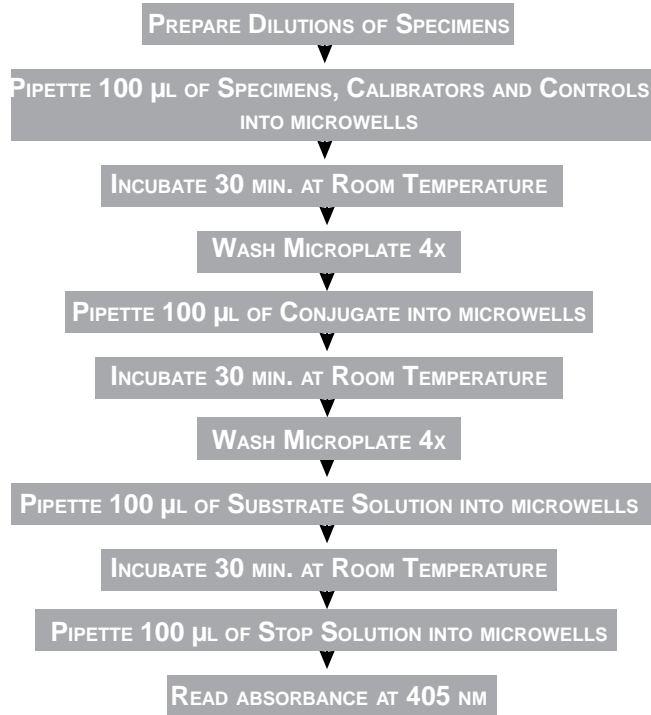 Prepare Dilutions of Specimens
Pipette 100 µl of Specimens, Calibrators and Controls
into microwells
Incubate 30 min. at Room Temperature
Wash Microplate 4x
Pipette 100 µl of Conjugate into microwells
Incubate 30 min. at Room Temperature
Wash Microplate 4x
Pipette 100 µl of Substrate Solution into microwells
Incubate 30 min. at Room Temperature
Pipette 100 µl of Stop Solution into microwells
Read absorbance at 405 nm